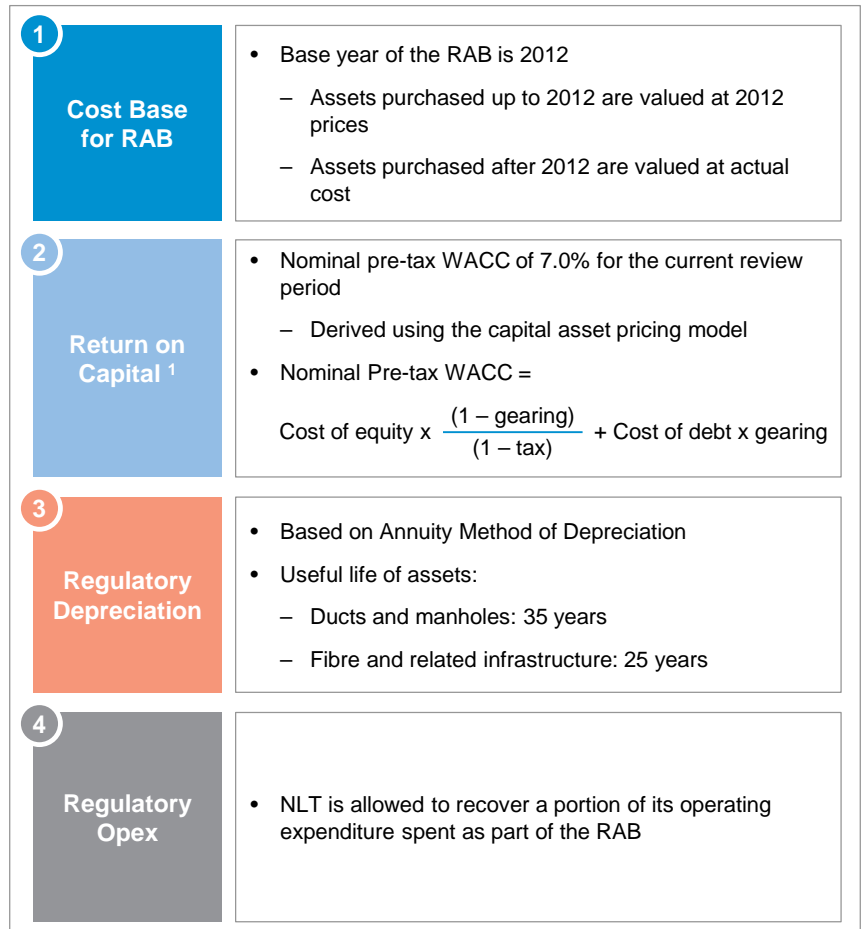 1
Cost Base
for RAB
• Base year of the RAB is 2012
– Assets purchased up to 2012 are valued at 2012
prices
– Assets purchased after 2012 are valued at actual
cost
2
Return on
Capital ¹
• Nominal pre-tax WACC of 7.0% for the current review
period
– Derived using the capital asset pricing model
• Nominal Pre-tax WACC =
Cost of equity x (1 – gearing) / (1 – tax) + Cost of debt x gearing
3
Regulatory
Depreciation
• Based on Annuity Method of Depreciation
• Useful life of assets:
– Ducts and manholes: 35 years
– Fibre and related infrastructure: 25 years
4
Regulatory
Opex
• NLT is allowed to recover a portion of its operating
expenditure spent as part of the RAB